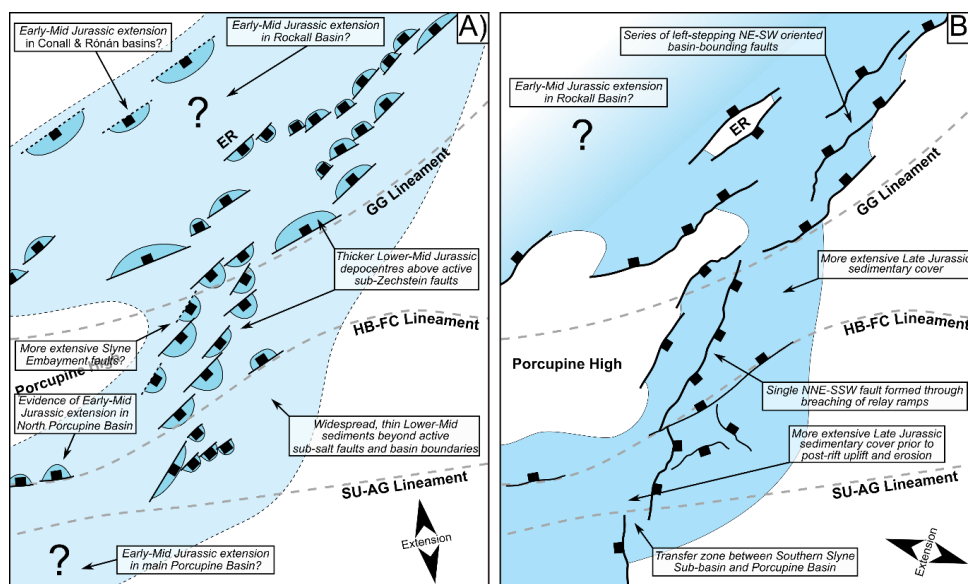 Early-Mid Jurassic extension
in Conall & Rónán basins?
Early-Mid Jurassic extension
in Rockall Basin?
A)
?
ER
GG Lineament
Thicker Lower-Mid Jurassic
depocentres above active
sub-Zechstein faults
HB-FC Lineament
More extensive Slyne
Embayment faults?
Porcupine High
Evidence of Early-Mid
Jurassic extension in
North Porcupine Basin
Widespread, thin Lower-Mid
sediments beyond active
sub-salt faults and basin boundaries
SU-AG Lineament
?
Early-Mid Jurassic extension
in main Porcupine Basin?
Extension
B)
Series of left-stepping NE-SW oriented
basin-bounding faults
Early-Mid Jurassic extension
in Rockall Basin?
?
ER
GG Lineament
More extensive Late Jurassic
sedimentary cover
HB-FC Lineament
Porcupine High
Single NNE-SSW fault formed through
breaching of relay ramps
More extensive Late Jurassic
sedimentary cover prior to
post-rift uplift and erosion
SU-AG Lineament
Transfer zone between Southern Slyne
Sub-basin and Porcupine Basin
Extension